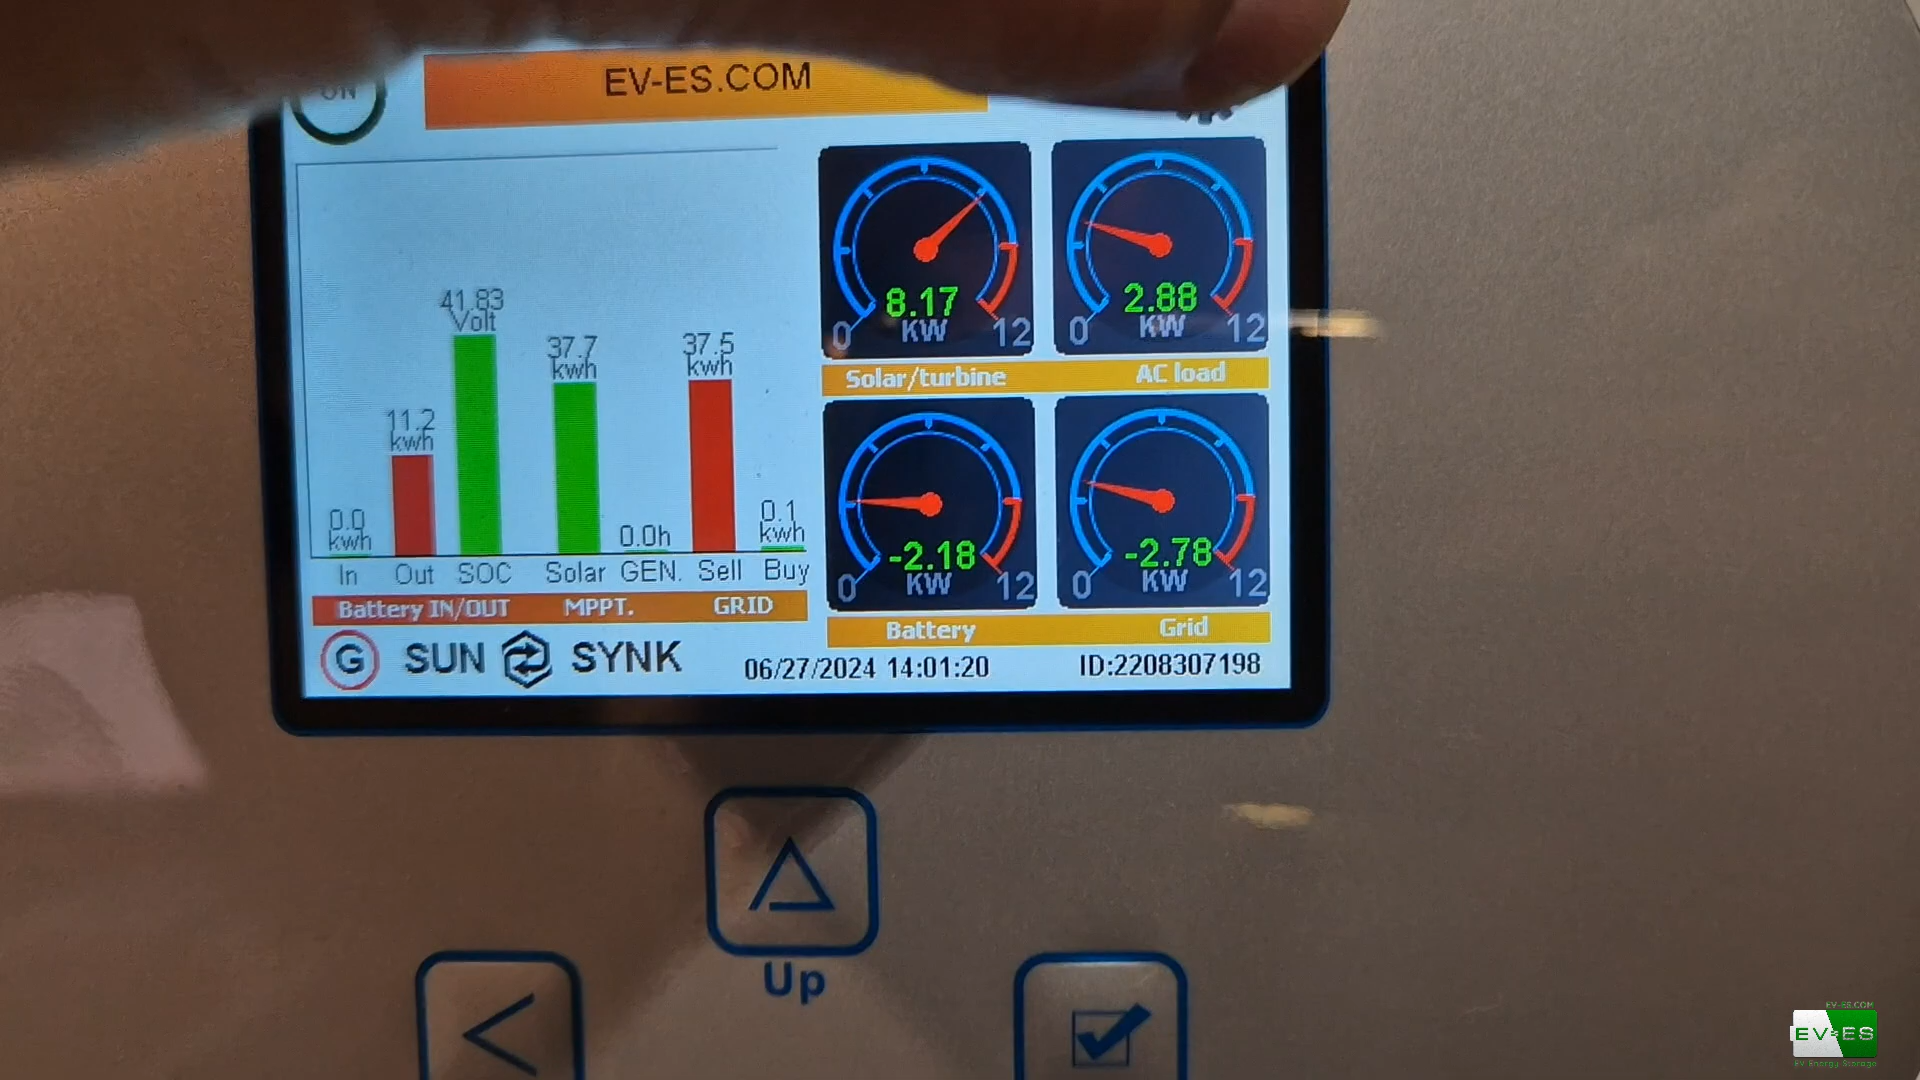 ON
EV-ES.COM
41.83
Volt
37.7
kwh
37.5
kwh
11.2
kwh
0.0
kwh
0.0h
0.1
kwh
In Out SOC Solar GEN. Sell Buy
Battery IN/OUT MPPT. GRID
8.17
KW
0 12
2.88
KW
0 12
Solar/turbine AC load
-2.18
KW
0 12
-2.78
KW
0 12
Battery Grid
G SUN SYNK 06/27/2024 14:01:20 ID:2208307198
Up
EV-ES.COM
EV-ES
EV Energy Storage